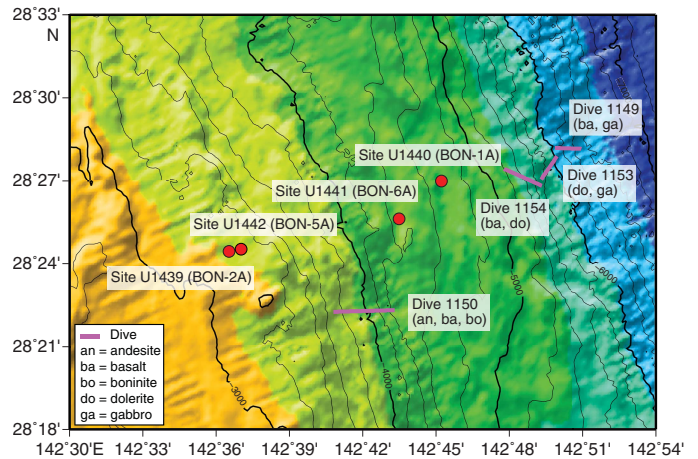 28°33'
N
28°30'
28°27'
28°24'
28°21'
28°18'
Dive 1149
(ba, ga)
Site U1440 (BON-1A)
Dive 1153
(do, ga)
Site U1441 (BON-6A)
Dive 1154
(ba, do)
Site U1442 (BON-5A)
Site U1439 (BON-2A)
Dive 1150
(an, ba, bo)
-6000
-5000
-4000
-3000
Dive
an = andesite
ba = basalt
bo = boninite
do = dolerite
ga = gabbro
142°30'E 142°33' 142°36' 142°39' 142°42' 142°45' 142°48' 142°51' 142°54'